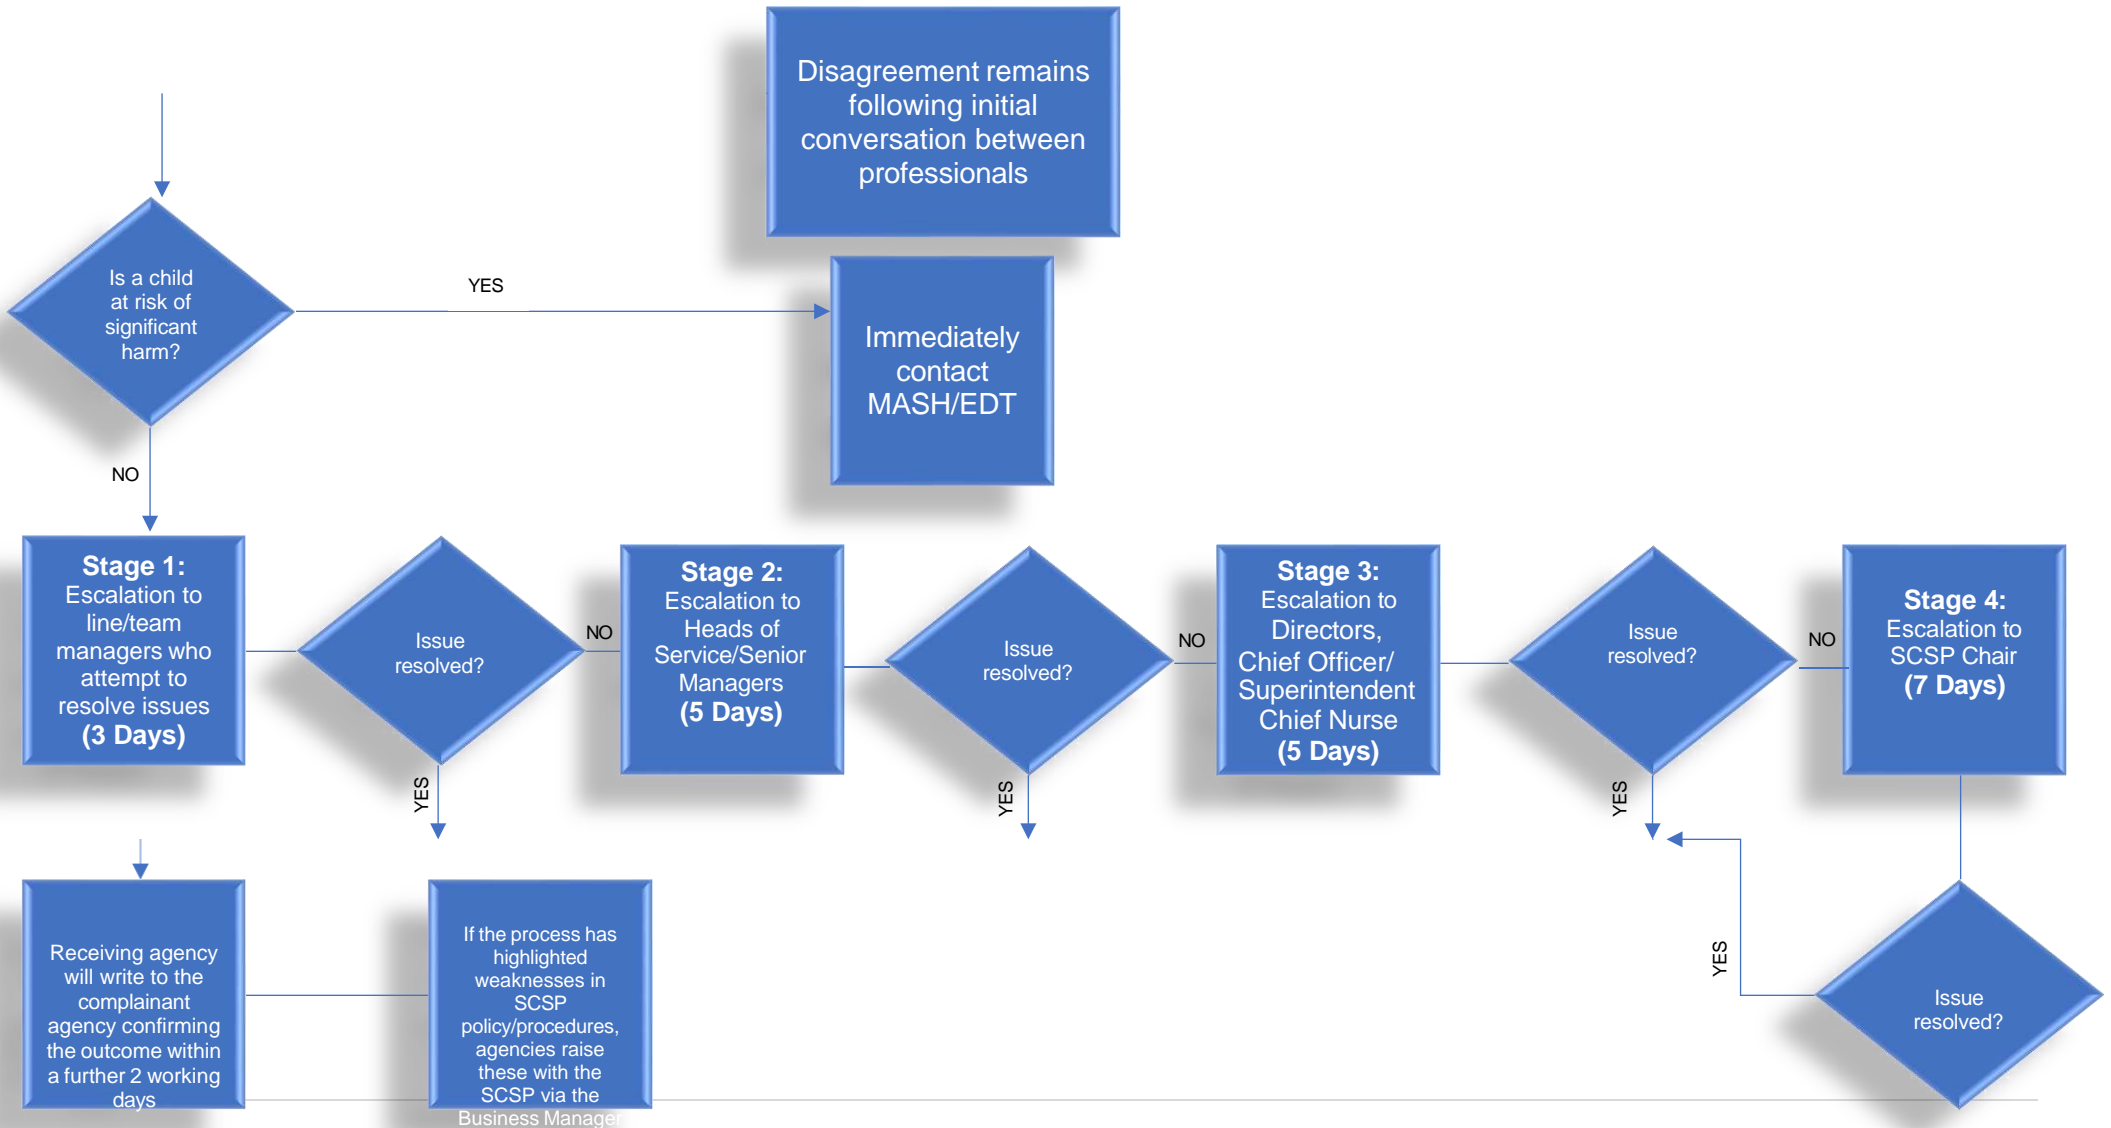 Disagreement remains
following initial
conversation between
professionals
Is a child
at risk of
significant
harm?
YES
Immediately
contact
MASH/EDT
NO
Stage 1:
Escalation to
line/team
managers who
attempt to
resolve issues
(3 Days)
Issue
resolved?
NO
YES
Stage 2:
Escalation to
Heads of
Service/Senior
Managers
(5 Days)
Issue
resolved?
NO
YES
Stage 3:
Escalation to
Directors,
Chief Officer/
Superintendent
Chief Nurse
(5 Days)
Issue
resolved?
NO
YES
Stage 4:
Escalation to
SCSP Chair
(7 Days)
Issue
resolved?
YES
Receiving agency
will write to the
complainant
agency confirming
the outcome within
a further 2 working
days
If the process has
highlighted
weaknesses in
SCSP
policy/procedures,
agencies raise
these with the
SCSP via the
Business Manager